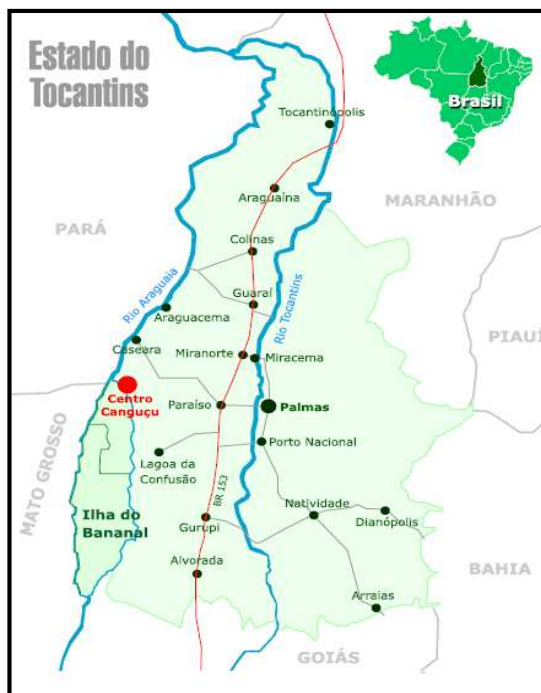 Estado do
Tocantins
Brasil
Tocantinópolis
MARANHÃO
Araguaína
PARÁ
Colinas
Rio Araguaia
Guaraí
Rio Tocantins
Araguacema
PIAUÍ
Caseara
Miranorte
Miracema
Centro
Canguçu
Paraíso
Palmas
MATO GROSSO
Porto Nacional
Lagoa da
Confusão
BR 153
Ilha do
Bananal
Natividade
Dianópolis
Gurupi
Alvorada
BAHIA
Arraias
GOIÁS